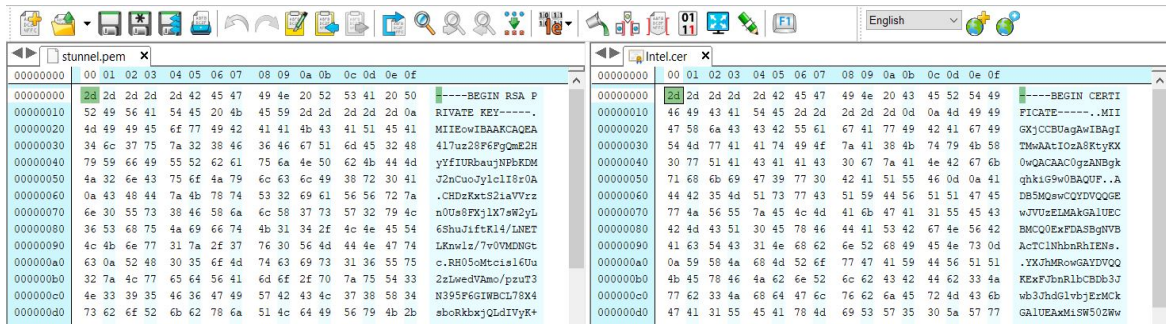 01
11
F1
English
stunnel.pem x
00000000 00 01 02 03 04 05 06 07 08 09 0a 0b 0c 0d 0e 0f
00000000 2d 2d 2d 2d 2d 42 45 47 49 4e 20 52 53 41 20 50 -----BEGIN RSA P
00000010 52 49 56 41 54 45 20 4b 45 59 2d 2d 2d 2d 2d 0a RIVATE KEY-----.
00000020 4d 49 49 45 6f 77 49 42 41 41 4b 43 41 51 45 41 MIIEowIBAAKCAQEA
00000030 34 6c 37 75 7a 32 38 46 36 46 67 51 6d 45 32 48 4l7uz28F6FgQmE2H
00000040 79 59 66 49 55 52 62 61 75 6a 4e 50 62 4b 44 4d yYfIURbaujNPbKDM
00000050 4a 32 6e 43 75 6f 4a 79 6c 63 6c 49 38 72 30 41 J2nCuoJylclI8r0A
00000060 0a 43 48 44 7a 4b 78 74 53 32 69 61 56 56 72 7a .CHDzKxtS2iaVVrz
00000070 6e 30 55 73 38 46 58 6a 6c 58 37 73 57 32 79 4c n0Us8FXjlX7sW2yL
00000080 36 53 68 75 4a 69 66 74 4b 31 34 2f 4c 4e 45 54 6ShuJiftK14/LNET
00000090 4c 4b 6e 77 31 7a 2f 37 76 30 56 4d 44 4e 47 74 LKnwlz/7v0VMDNGt
000000a0 63 0a 52 48 30 35 6f 4d 74 63 69 73 31 36 55 75 c.RH05oMtcis16Uu
000000b0 32 7a 4c 77 65 64 56 41 6d 6f 2f 70 7a 75 54 33 2zLwedVAmo/pzuT3
000000c0 4e 33 39 35 46 36 47 49 57 42 43 4c 37 38 58 34 N395F6GIWBCL78X4
000000d0 73 62 6f 52 6b 62 78 6a 51 4c 64 49 56 79 4b 2b sboRkbxjQLdIVyK+
Intel.cer x
00000000 00 01 02 03 04 05 06 07 08 09 0a 0b 0c 0d 0e 0f
00000000 2d 2d 2d 2d 2d 42 45 47 49 4e 20 43 45 52 54 49 -----BEGIN CERTI
00000010 46 49 43 41 54 45 2d 2d 2d 2d 2d 0d 0a 4d 49 49 FICATE-----..MII
00000020 47 58 6a 43 43 42 55 61 67 41 77 49 42 41 67 49 GXjCCBUagAwIBAgI
00000030 54 4d 77 41 41 74 49 4f 7a 41 38 4b 74 79 4b 58 TMwAAtIOzA8KtyKX
00000040 30 77 51 41 43 41 41 43 30 67 7a 41 4e 42 67 6b 0wQACAAC0gzANBgk
00000050 71 68 6b 69 47 39 77 30 42 41 51 55 46 0d 0a 41 qhkiG9w0BAQUF..A
00000060 44 42 35 4d 51 73 77 43 51 59 44 56 51 51 47 45 DB5MQswCQYDVQQGE
00000070 77 4a 56 55 7a 45 4c 4d 41 6b 47 41 31 55 45 43 wJVUzELMAkGA1UEC
00000080 42 4d 43 51 30 45 78 46 44 41 53 42 67 4e 56 42 BMCQ0ExFDASBgNVB
00000090 41 63 54 43 31 4e 68 62 6e 52 68 49 45 4e 73 0d AcTC1NhbnRhIENs.
000000a0 0a 59 58 4a 68 4d 52 6f 77 47 41 59 44 56 51 51 .YXJhMRowGAYDVQQ
000000b0 4b 45 78 46 4a 62 6e 52 6c 62 43 42 44 62 33 4a KExFJbnRlbCBDb3J
000000c0 77 62 33 4a 68 64 47 6c 76 62 6a 45 72 4d 43 6b wb3JhdGlvbjErMCk
000000d0 47 41 31 55 45 41 78 4d 69 53 57 35 30 5a 57 77 GA1UEAxMiSW50ZWw